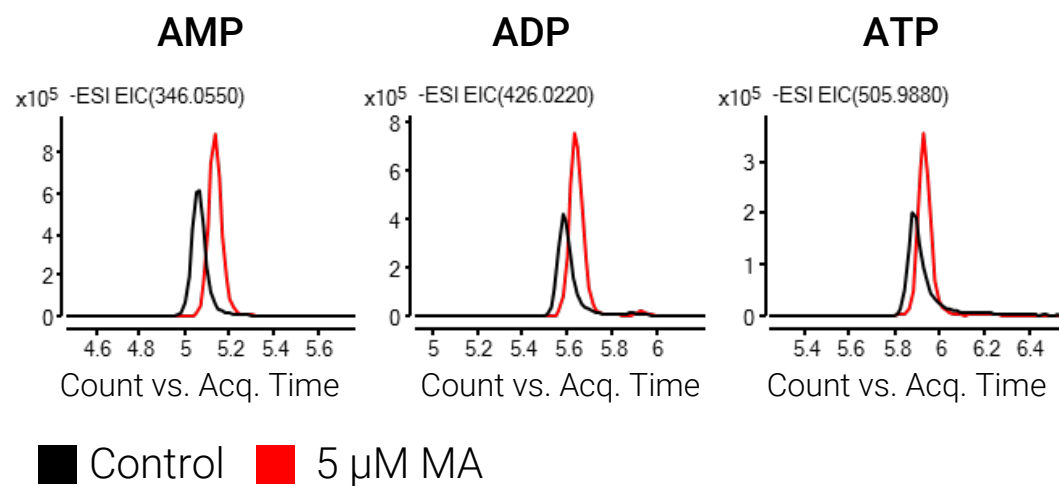 AMP ADP ATP
x10⁵ -ESI EIC(346.0550) x10⁵ -ESI EIC(426.0220) x10⁵ -ESI EIC(505.9880)
8 8
6 6 3
4 4 2
2 2 1
0 0 0
4.6 4.8 5 5.2 5.4 5.6 5 5.2 5.4 5.6 5.8 6 5.4 5.6 5.8 6 6.2 6.4
Count vs. Acq. Time Count vs. Acq. Time Count vs. Acq. Time
Control 5 µM MA